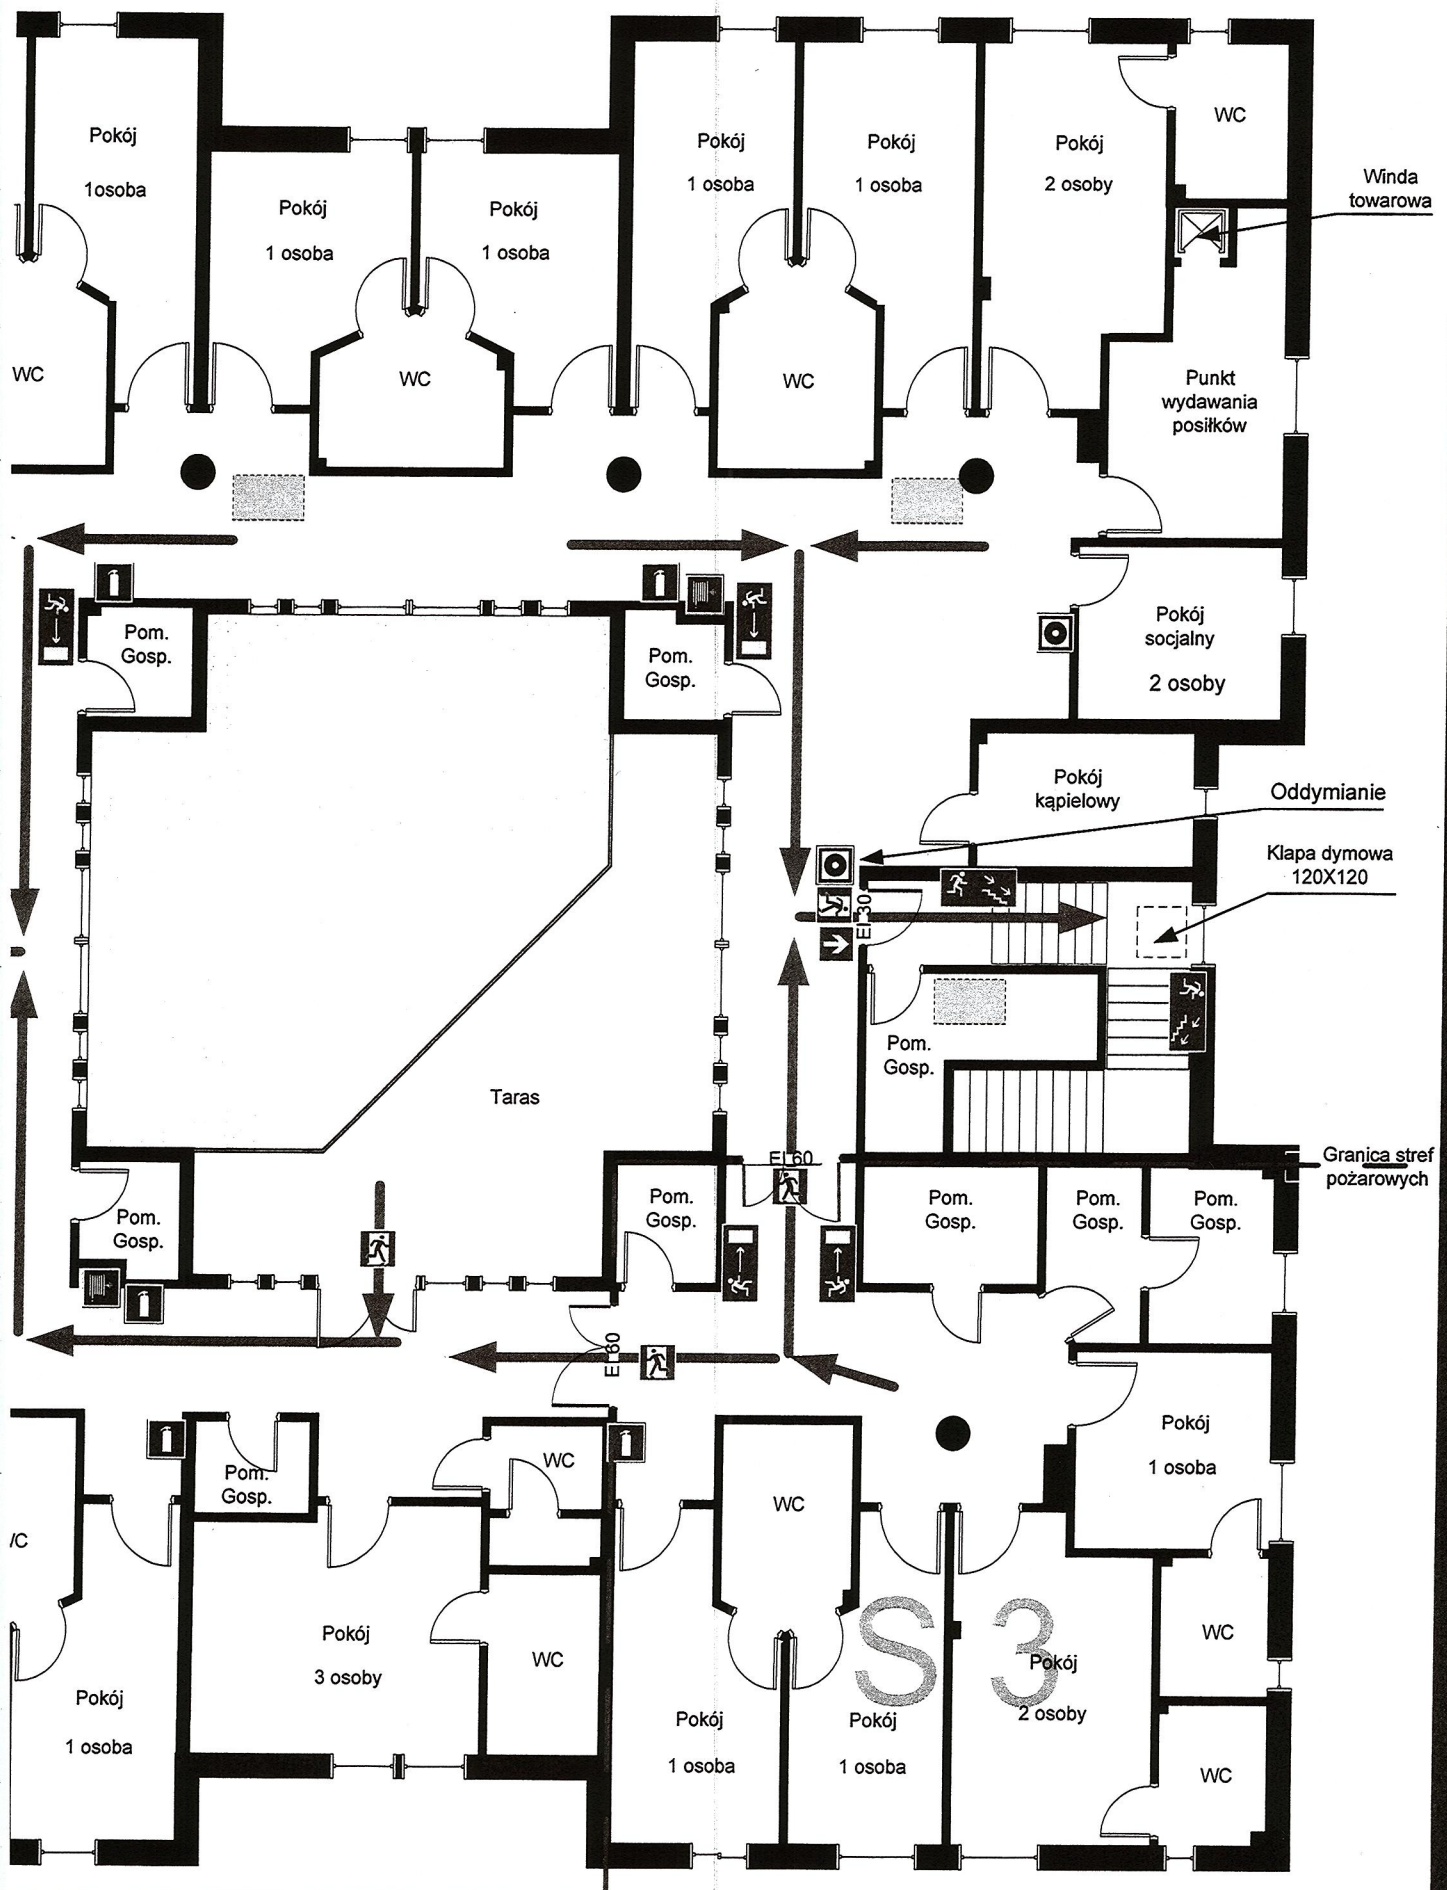 Pokój
1osoba
WC
Pokój
1 osoba
Pokój
1 osoba
WC
Pokój
1 osoba
Pokój
1 osoba
WC
Pokój
2 osoby
WC
Winda
towarowa
Punkt
wydawania
posiłków
Pom.
Gosp.
Pom.
Gosp.
Pokój
socjalny
2 osoby
Pokój
kąpielowy
Oddymianie
Klapa dymowa
120X120
EI 30
Pom.
Gosp.
Taras
EI 60
Granica stref
pożarowych
Pom.
Gosp.
Pom.
Gosp.
Pom.
Gosp.
Pom.
Gosp.
Pom.
Gosp.
EI 60
Pokój
1 osoba
Pom.
Gosp.
WC
WC
WC
Pokój
3 osoby
WC
Pokój
1 osoba
S 3
Pokój
2 osoby
WC
Pokój
1 osoba
Pokój
1 osoba
WC